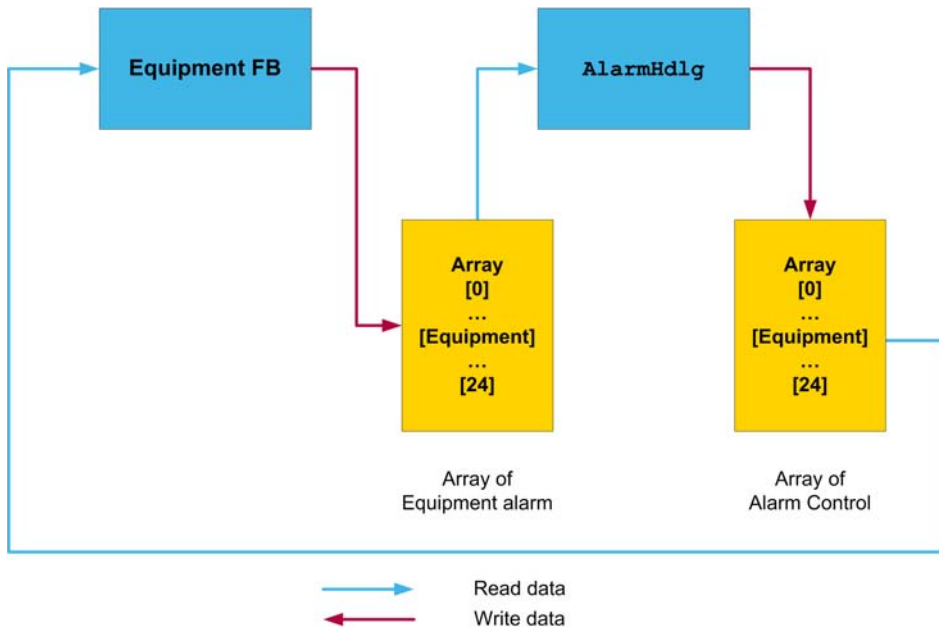 Equipment FB
AlarmHdlg
Array
[0]
...
[Equipment]
...
[24]
Array
[0]
...
[Equipment]
...
[24]
Array of
Equipment alarm
Array of
Alarm Control
Read data
Write data